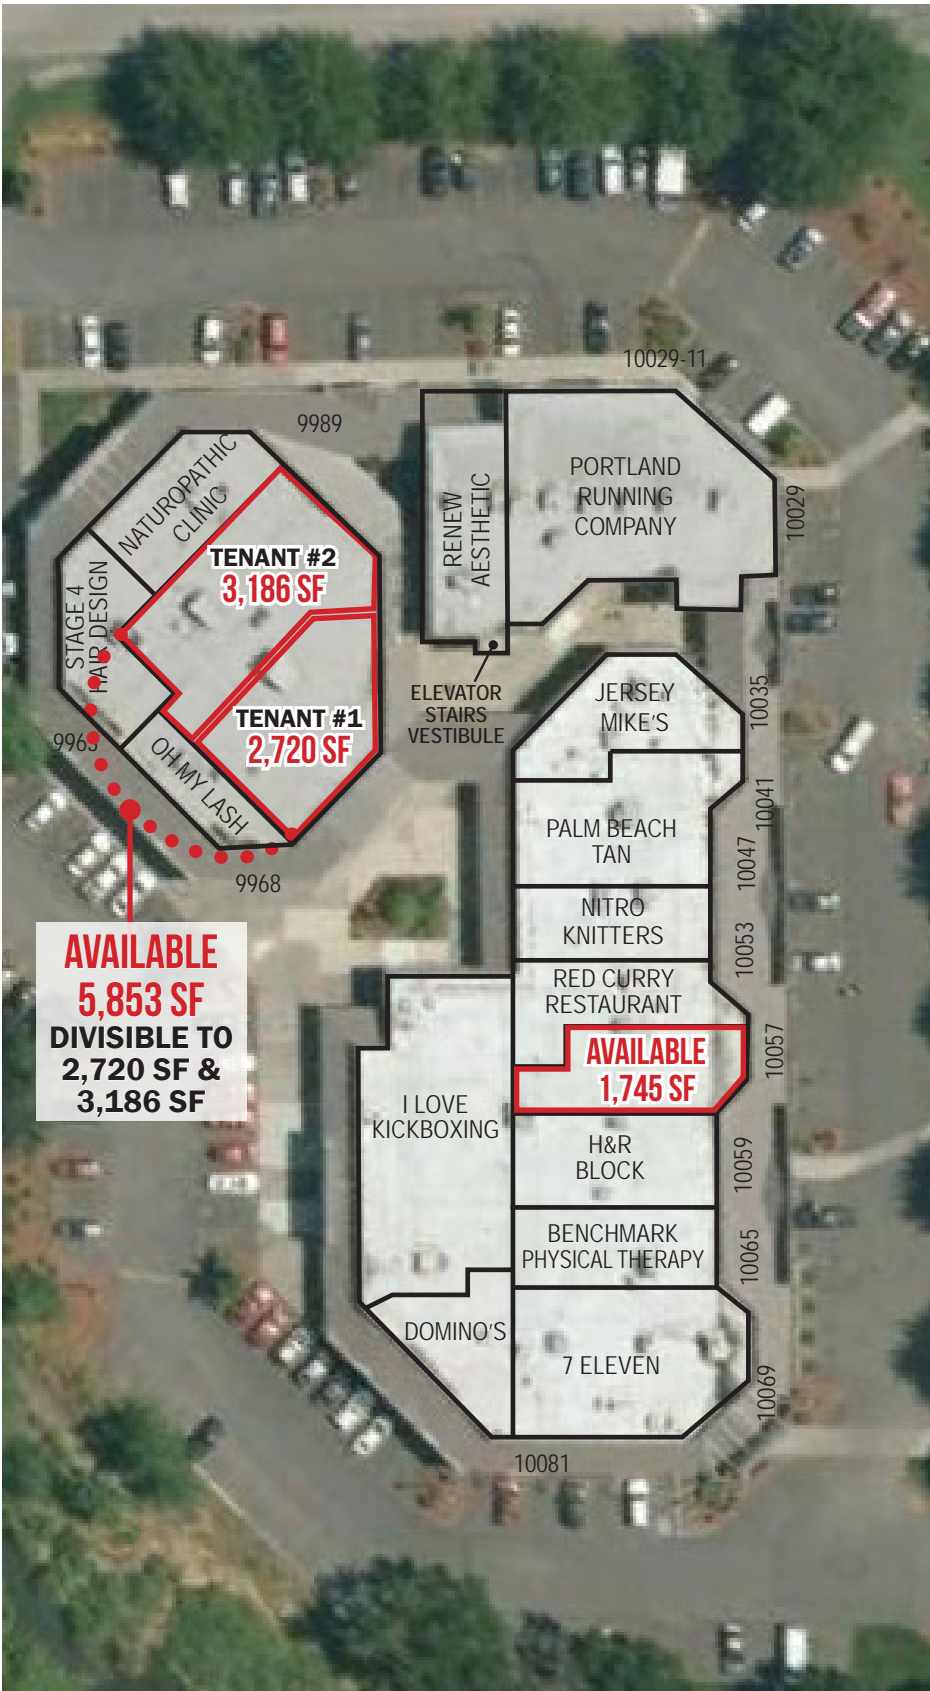 10029-11
9989
NATUROPATHIC
CLINIC
RENEW
AESTHETIC
PORTLAND
RUNNING
COMPANY
10029
TENANT #2
3,186 SF
STAGE 4
HAIR DESIGN
ELEVATOR
STAIRS
VESTIBULE
TENANT #1
2,720 SF
9965
OH MY LASH
9968
JERSEY
MIKE'S
10035
10041
PALM BEACH
TAN
10047
NITRO
KNITTERS
10053
RED CURRY
RESTAURANT
AVAILABLE
1,745 SF
10057
AVAILABLE
5,853 SF
DIVISIBLE TO
2,720 SF &
3,186 SF
I LOVE
KICKBOXING
H&R
BLOCK
10059
BENCHMARK
PHYSICAL THERAPY
10065
DOMINO'S
7 ELEVEN
10069
10081